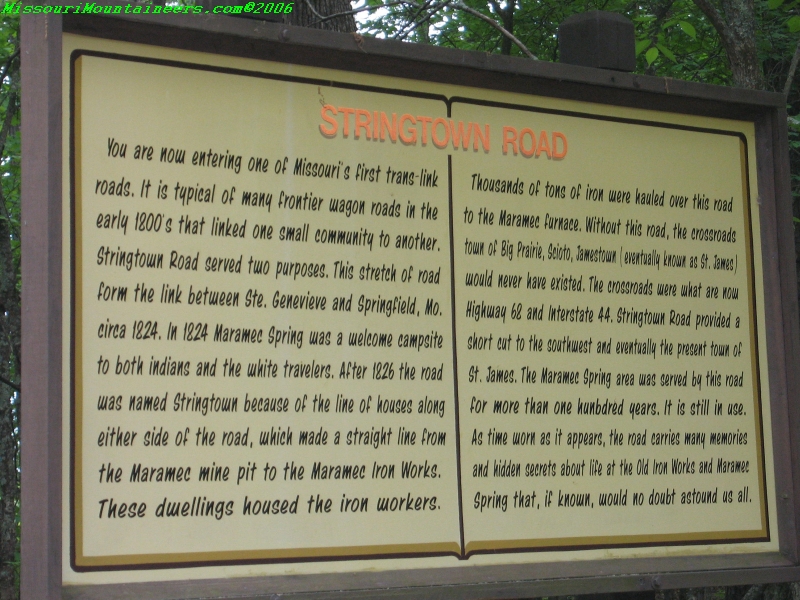 MissouriMountaineers.com©2006
STRINGTOWN ROAD
You are now entering one of Missouri's first trans-link
roads. It is typical of many frontier wagon roads in the
early 1800's that linked one small community to another.
Stringtown Road served two purposes. This stretch of road
form the link between Ste. Genevieve and Springfield, Mo.
circa 1824. In 1824 Maramec Spring was a welcome campsite
to both indians and the white travelers. After 1826 the road
was named Stringtown because of the line of houses along
either side of the road, which made a straight line from
the Maramec mine pit to the Maramec Iron Works.
These dwellings housed the iron workers.
Thousands of tons of iron were hauled over this road
to the Maramec furnace. Without this road, the crossroads
town of Big Prairie, Scioto, Jamestown (eventually known as St. James)
would never have existed. The crossroads were what are now
Highway 68 and Interstate 44. Stringtown Road provided a
short cut to the southwest and eventually the present town of
St. James. The Maramec Spring area was served by this road
for more than one hunbdred years. It is still in use.
As time worn as it appears, the road carries many memories
and hidden secrets about life at the Old Iron Works and Maramec
Spring that, if known, would no doubt astound us all.